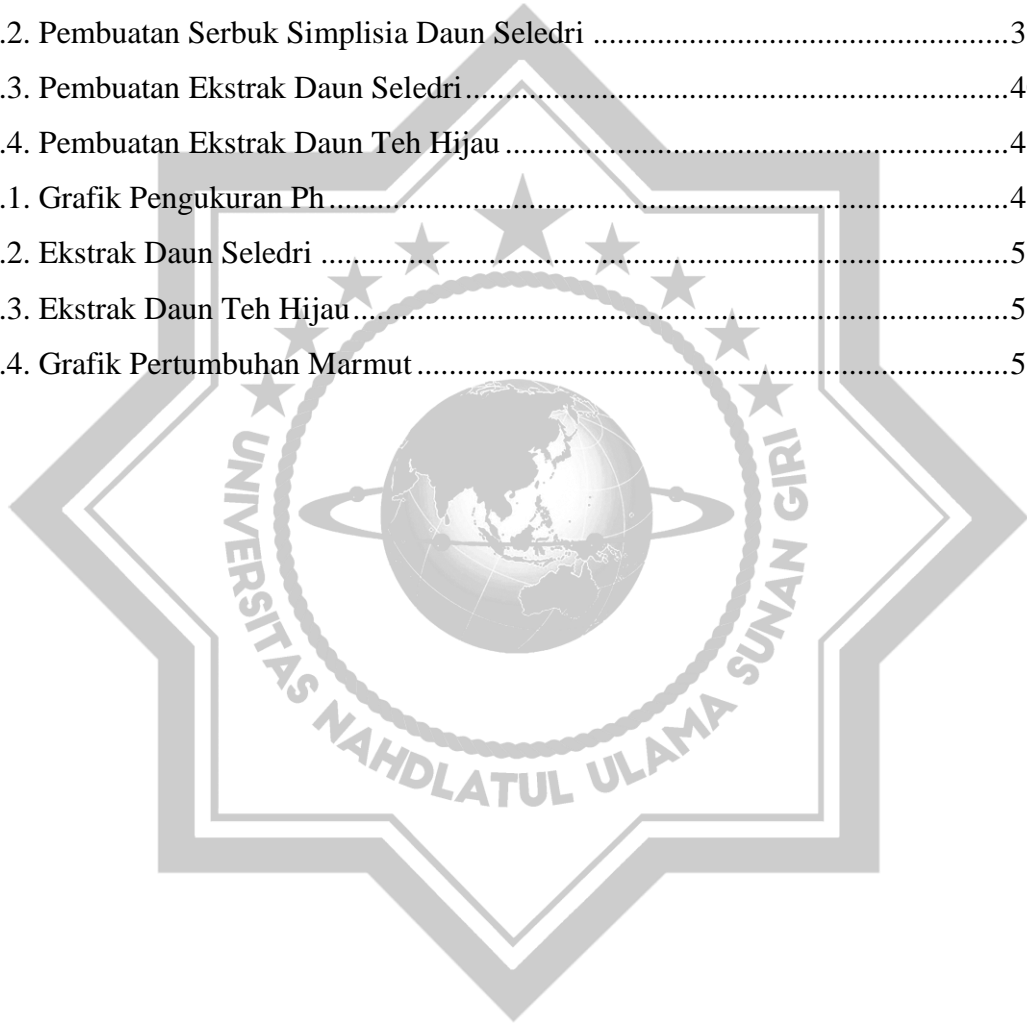 .2. Pembuatan Serbuk Simplisia Daun Seledri ....................................................3
.3. Pembuatan Ekstrak Daun Seledri....................................................................4
.4. Pembuatan Ekstrak Daun Teh Hijau ...............................................................4
.1. Grafik Pengukuran Ph.....................................................................................4
.2. Ekstrak Daun Seledri ......................................................................................5
.3. Ekstrak Daun Teh Hijau..................................................................................5
.4. Grafik Pertumbuhan Marmut ..........................................................................5
UNIVERSITAS NAHDLATUL ULAMA SUNAN GIRI